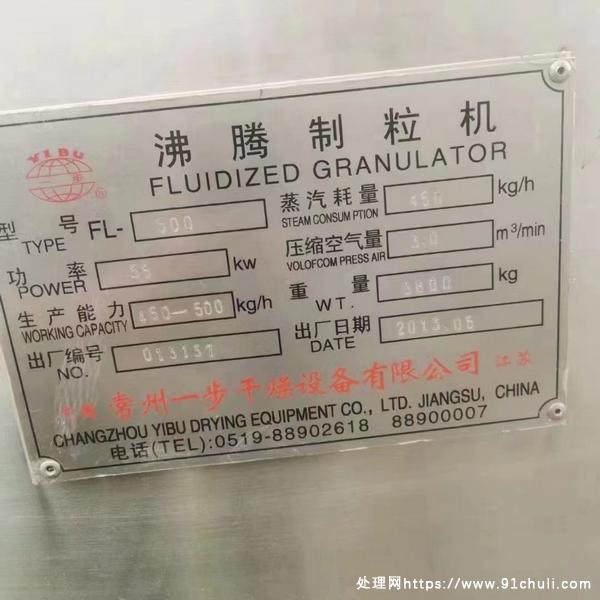 YIBU
沸腾制粒机
FLUIDIZED GRANULATOR
型号 TYPE FL- 500
蒸汽耗量 STEAM CONSUM PTION 450 kg/h
功率 POWER 55 kw
压缩空气量 VOLOFCOM PRESS AIR 3.0 m³/min
生产能力 WORKING CAPACITY 450-500 kg/h
重量 WT. 3800 kg
出厂编号 NO. 013137
出厂日期 DATE 2013.05
中国 常州一步干燥设备有限公司 江苏
CHANGZHOU YIBU DRYING EQUIPMENT CO., LTD. JIANGSU, CHINA
电话(TEL):0519-88902618 88900007
处理网https://www.91chuli.com/